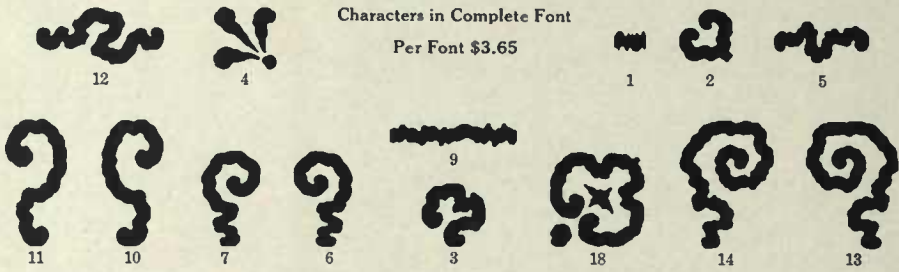 Characters in Complete Font
Per Font $3.65
12 4 1 2 5
9
11 10 7 6 3 18 14 13